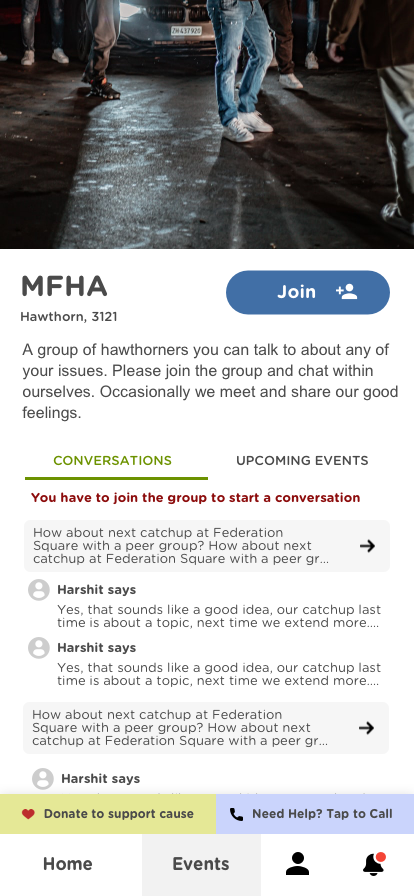 ZH437920
MFHA
Join
Hawthorn, 3121
A group of hawthorners you can talk to about any of
your issues. Please join the group and chat within
ourselves. Occasionally we meet and share our good
feelings.
CONVERSATIONS
UPCOMING EVENTS
You have to join the group to start a conversation
How about next catchup at Federation
Square with a peer group? How about next
catchup at Federation Square with a peer gr...
Harshit says
Yes, that sounds like a good idea, our catchup last
time is about a topic, next time we extend more....
Harshit says
Yes, that sounds like a good idea, our catchup last
time is about a topic, next time we extend more....
How about next catchup at Federation
Square with a peer group? How about next
catchup at Federation Square with a peer gr...
Harshit says
Donate to support cause
Need Help? Tap to Call
Home
Events